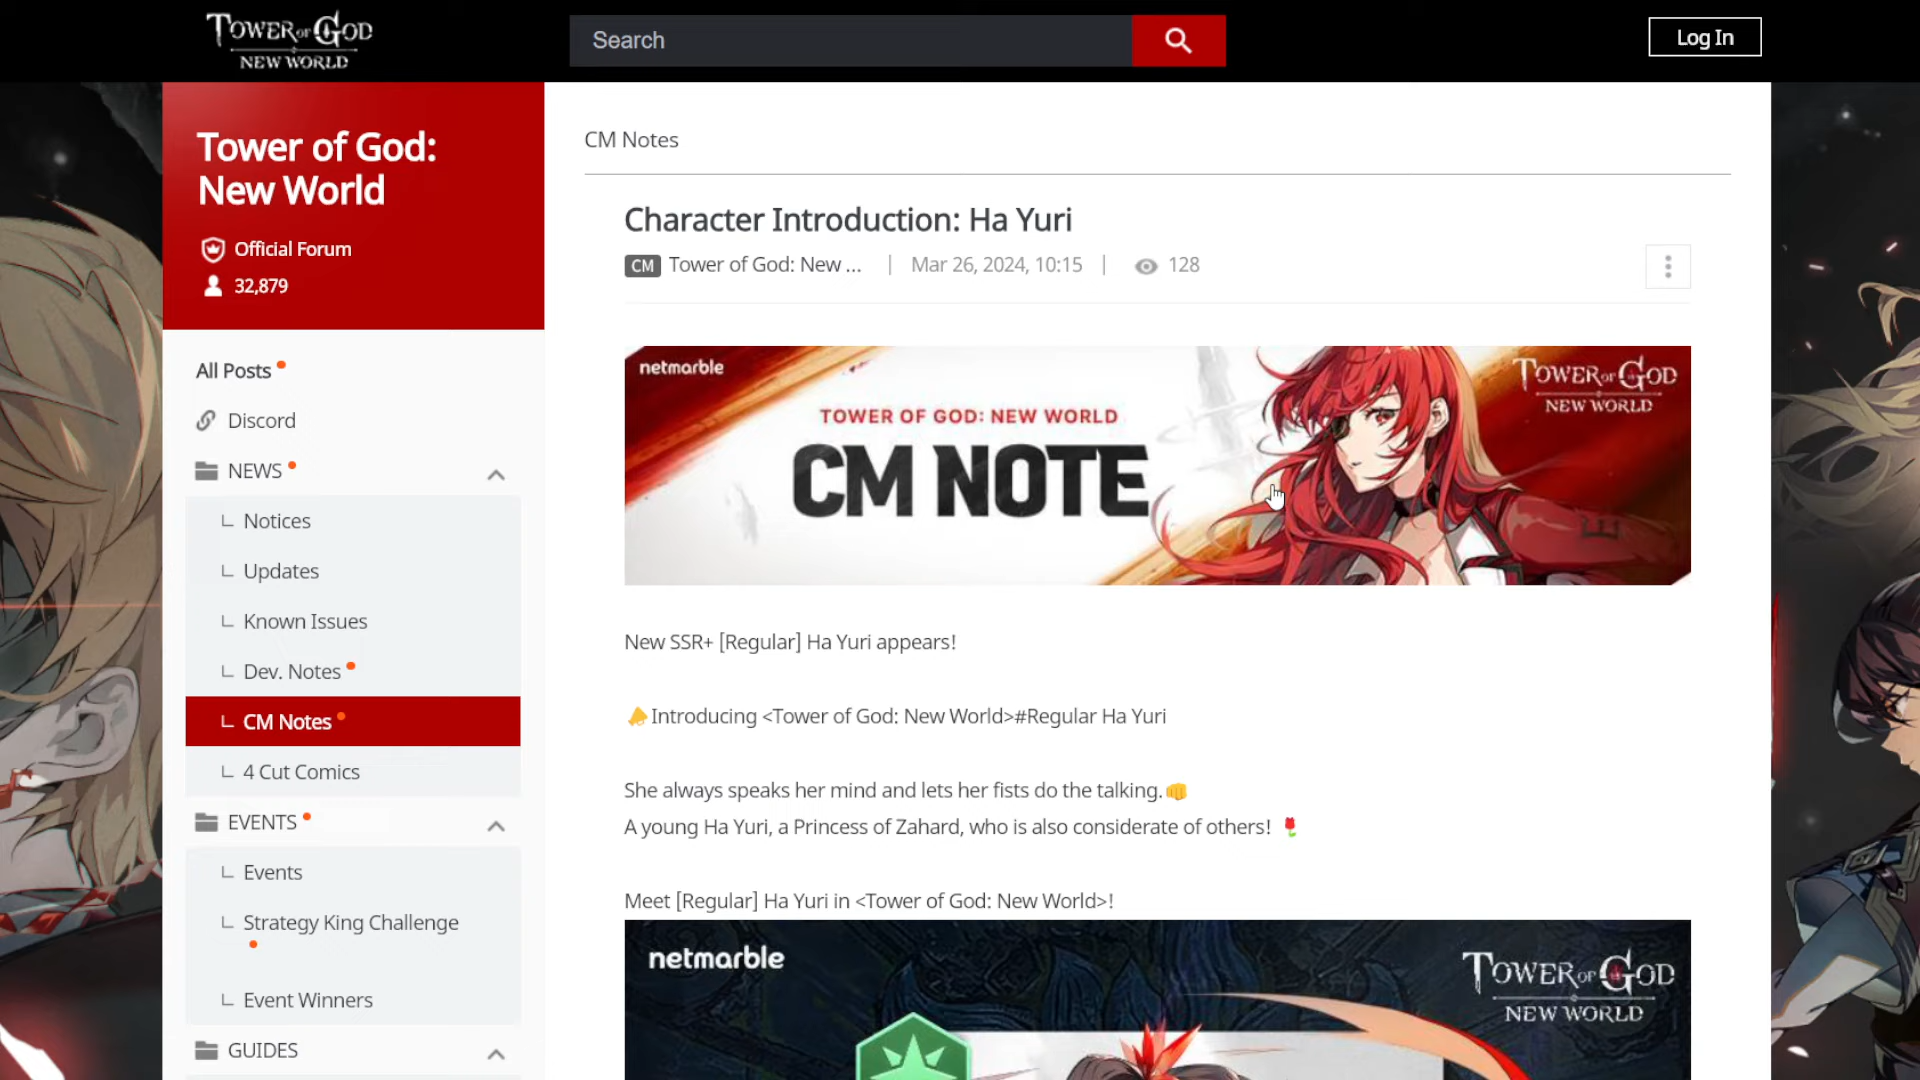 TOWER OF GOD
NEW WORLD
Search
Log In
Tower of God:
New World
Official Forum
32,879
All Posts
Discord
NEWS
Notices
Updates
Known Issues
Dev. Notes
CM Notes
4 Cut Comics
EVENTS
Events
Strategy King Challenge
Event Winners
GUIDES
CM Notes
Character Introduction: Ha Yuri
CM Tower of God: New ... | Mar 26, 2024, 10:15 | 128
netmarble
TOWER OF GOD
NEW WORLD
TOWER OF GOD: NEW WORLD
CM NOTE
New SSR+ [Regular] Ha Yuri appears!
📣Introducing <Tower of God: New World>#Regular Ha Yuri
She always speaks her mind and lets her fists do the talking.👊
A young Ha Yuri, a Princess of Zahard, who is also considerate of others! 🌹
Meet [Regular] Ha Yuri in <Tower of God: New World>!
netmarble
TOWER OF GOD
NEW WORLD